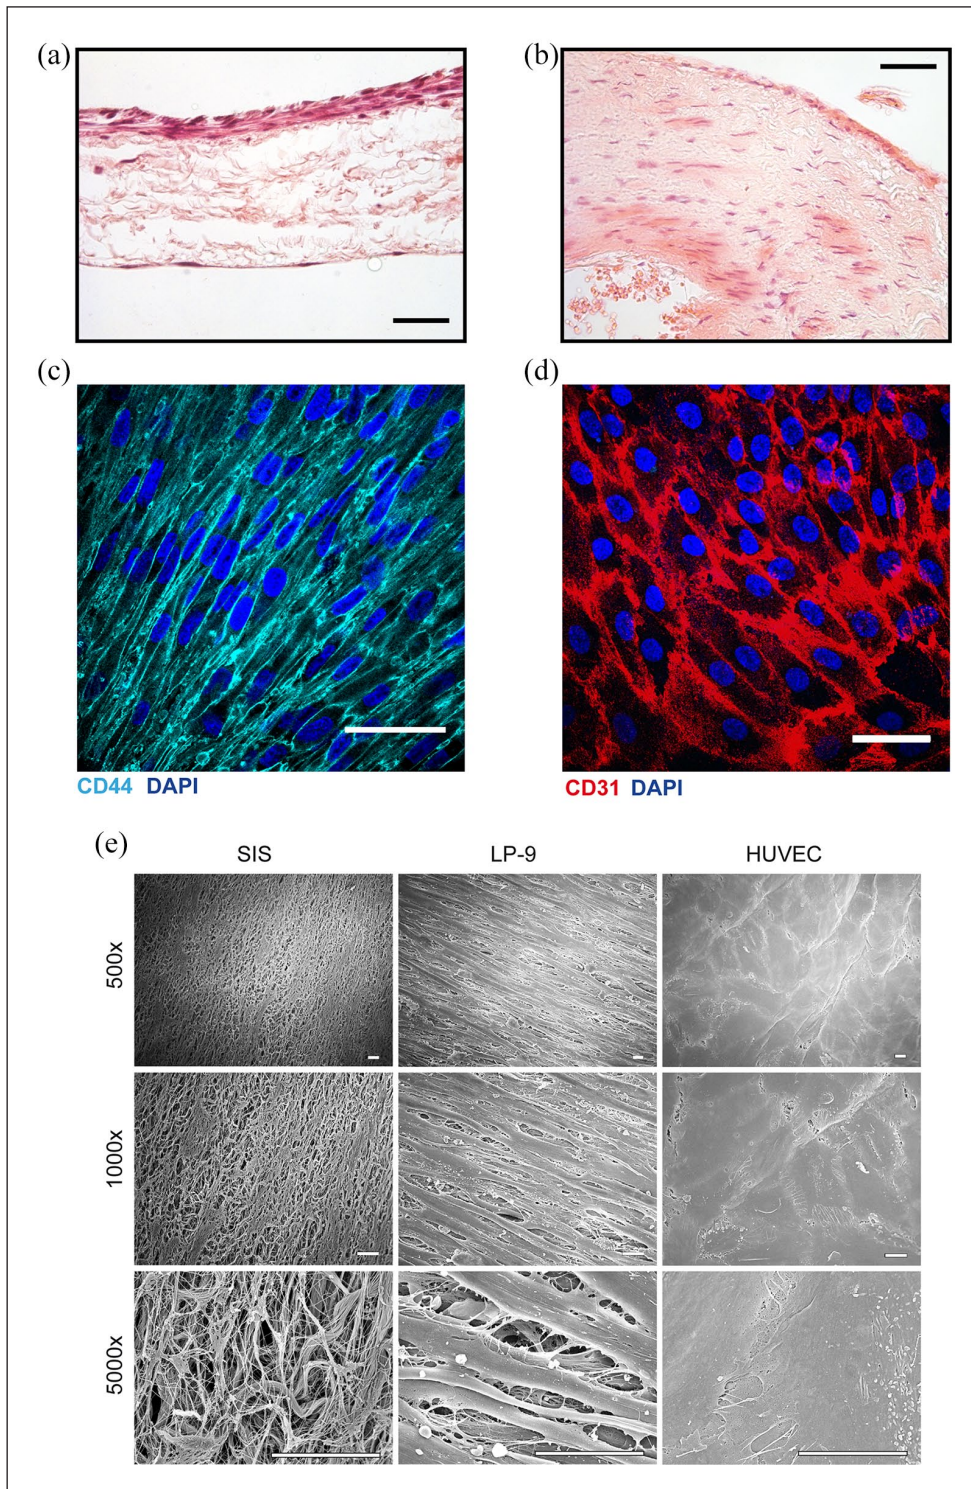 (a)
(b)
(c)
(d)
CD44 DAPI
CD31 DAPI
(e)
SIS LP-9 HUVEC
500x
1000x
5000x